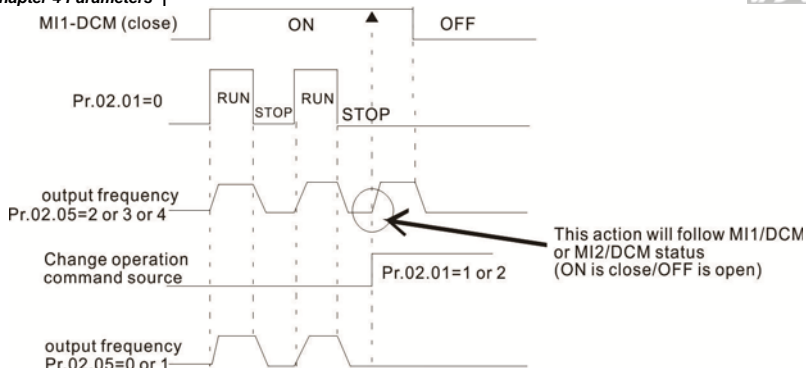 MI1-DCM (close)
ON
OFF
Pr.02.01=0
RUN
STOP
RUN
STOP
output frequency
Pr.02.05=2 or 3 or 4
This action will follow MI1/DCM
or MI2/DCM status
(ON is close/OFF is open)
Change operation
command source
Pr.02.01=1 or 2
output frequency
Pr.02.05=0 or 1